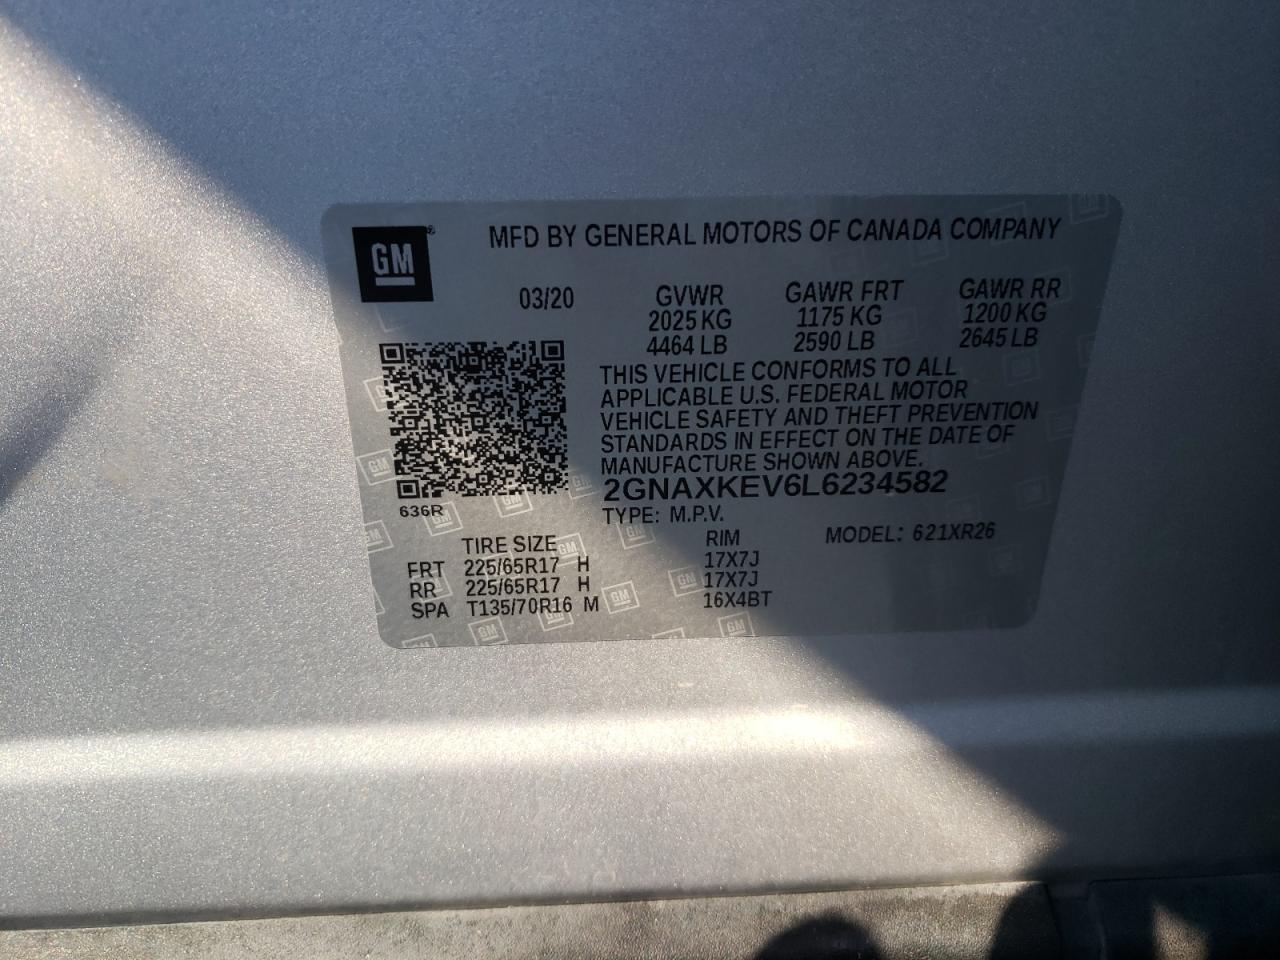 GM®
MFD BY GENERAL MOTORS OF CANADA COMPANY
03/20 GVWR GAWR FRT GAWR RR
2025 KG 1175 KG 1200 KG
4464 LB 2590 LB 2645 LB
THIS VEHICLE CONFORMS TO ALL
APPLICABLE U.S. FEDERAL MOTOR
VEHICLE SAFETY AND THEFT PREVENTION
STANDARDS IN EFFECT ON THE DATE OF
MANUFACTURE SHOWN ABOVE.
2GNAXKEV6L6234582
636R
TYPE: M.P.V.
TIRE SIZE RIM MODEL: 621XR26
FRT 225/65R17 H 17X7J
RR 225/65R17 H 17X7J
SPA T135/70R16 M 16X4BT